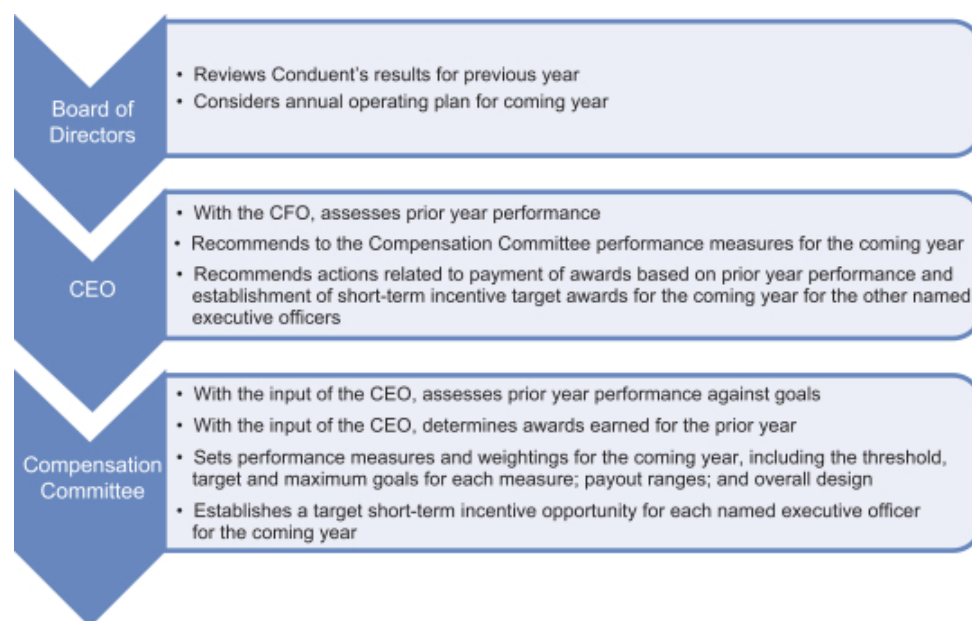 Board of
Directors
• Reviews Conduent's results for previous year
• Considers annual operating plan for coming year
CEO
• With the CFO, assesses prior year performance
• Recommends to the Compensation Committee performance measures for the coming year
• Recommends actions related to payment of awards based on prior year performance and
establishment of short-term incentive target awards for the coming year for the other named
executive officers
Compensation
Committee
• With the input of the CEO, assesses prior year performance against goals
• With the input of the CEO, determines awards earned for the prior year
• Sets performance measures and weightings for the coming year, including the threshold,
target and maximum goals for each measure; payout ranges; and overall design
• Establishes a target short-term incentive opportunity for each named executive officer
for the coming year